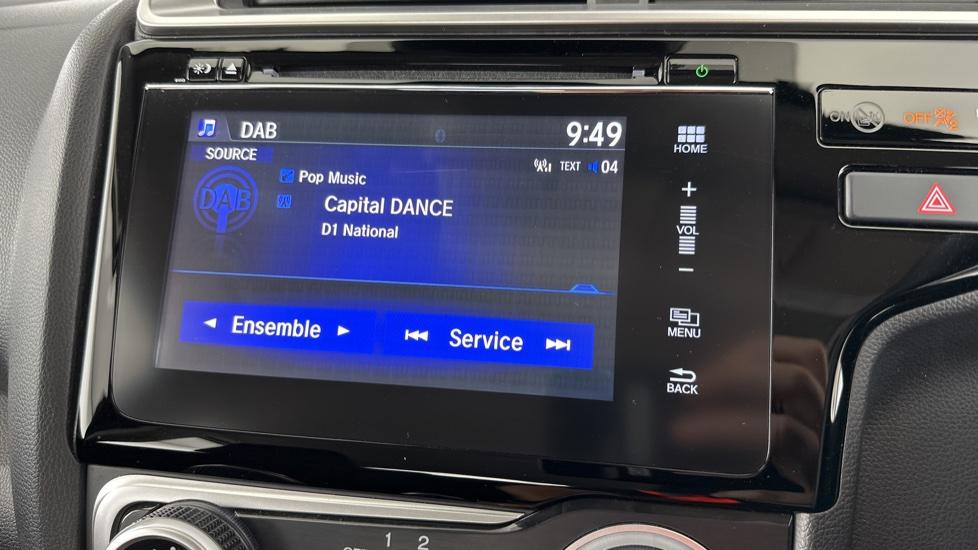 DAB 9:49
SOURCE
TEXT 04
DAB
Pop Music
Capital DANCE
D1 National
Ensemble
Service
HOME
+
VOL
-
MENU
BACK
ON
OFF
1 2